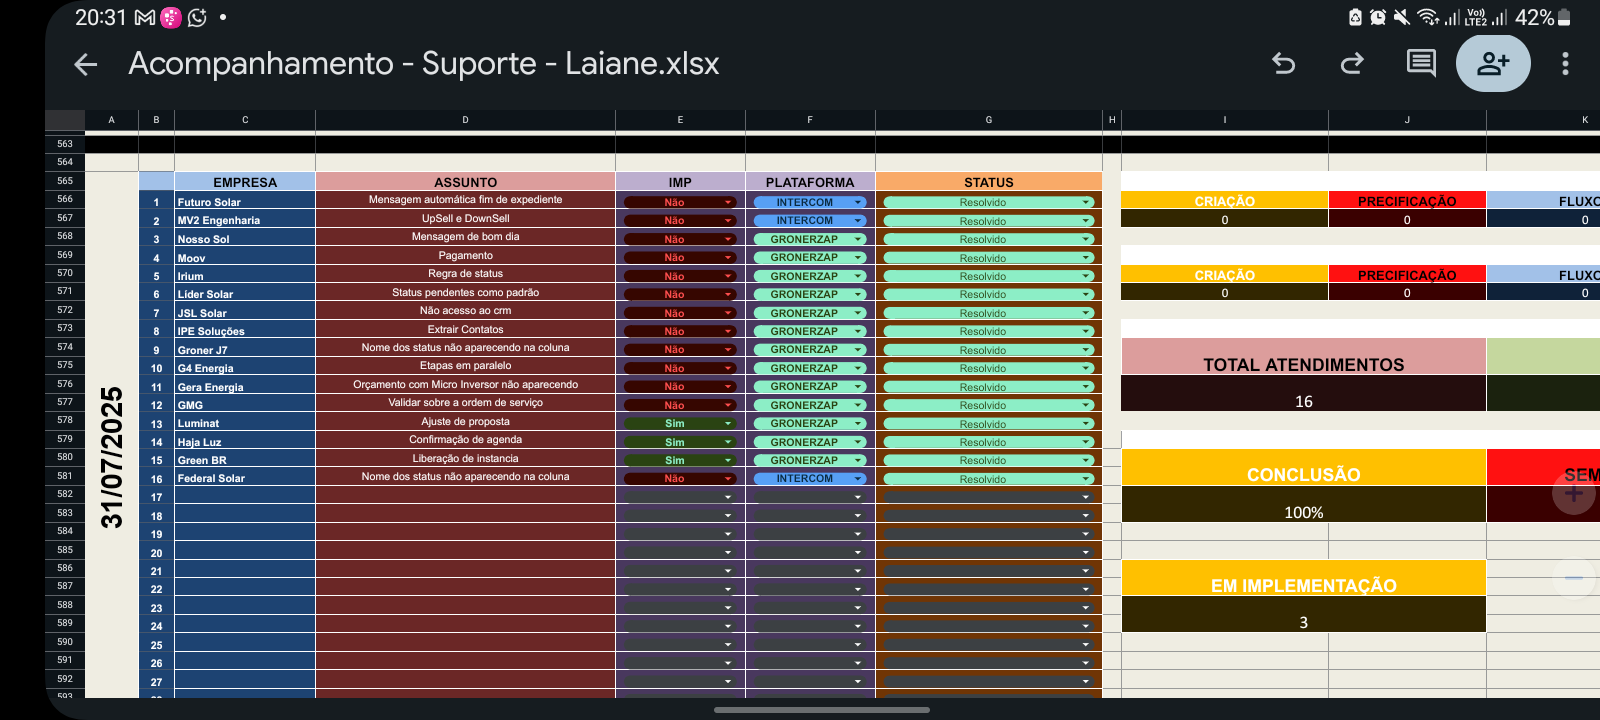 20:31 Vo)) LTE2 42%
Acompanhamento - Suporte - Laiane.xlsx
A B C D E F G H I J K
563
564
565 EMPRESA ASSUNTO IMP PLATAFORMA STATUS
566 1 Futuro Solar Mensagem automática fim de expediente Não INTERCOM Resolvido CRIAÇÃO PRECIFICAÇÃO FLUXO
567 2 MV2 Engenharia UpSell e DownSell Não INTERCOM Resolvido 0 0 0
568 3 Nosso Sol Mensagem de bom dia Não GRONERZAP Resolvido
569 4 Moov Pagamento Não GRONERZAP Resolvido
570 5 Irium Regra de status Não GRONERZAP Resolvido CRIAÇÃO PRECIFICAÇÃO FLUXO
571 6 Líder Solar Status pendentes como padrão Não GRONERZAP Resolvido 0 0 0
572 7 JSL Solar Não acesso ao crm Não GRONERZAP Resolvido
573 8 IPE Soluções Extrair Contatos Não GRONERZAP Resolvido
574 9 Groner J7 Nome dos status não aparecendo na coluna Não GRONERZAP Resolvido
575 10 G4 Energia Etapas em paralelo Não GRONERZAP Resolvido TOTAL ATENDIMENTOS
576 11 Gera Energia Orçamento com Micro Inversor não aparecendo Não GRONERZAP Resolvido
577 12 GMG Validar sobre a ordem de serviço Não GRONERZAP Resolvido 16
578 13 Luminat Ajuste de proposta Sim GRONERZAP Resolvido
579 14 Haja Luz Confirmação de agenda Sim GRONERZAP Resolvido
580 15 Green BR Liberação de instancia Sim GRONERZAP Resolvido
581 16 Federal Solar Nome dos status não aparecendo na coluna Não INTERCOM Resolvido CONCLUSÃO SEM
582 17
583 18 100%
584 19
585 20
586 21
587 22 EM IMPLEMENTAÇÃO
588 23
589 24 3
590 25
591 26
592 27
593
31/07/2025